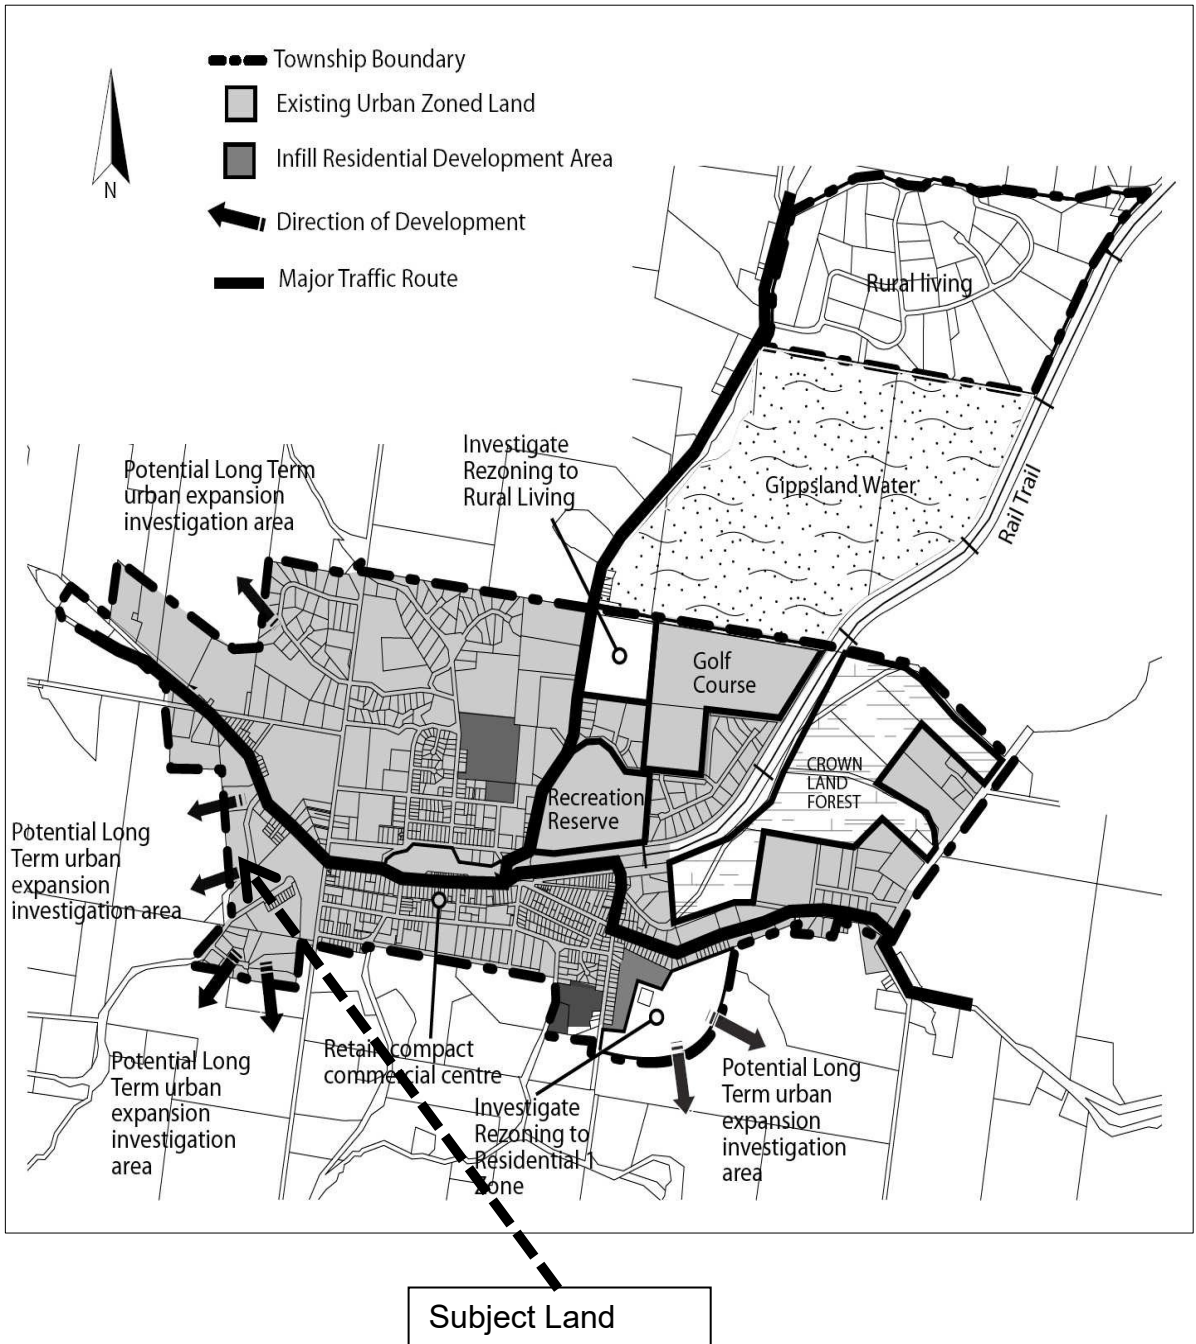 Township Boundary
Existing Urban Zoned Land
Infill Residential Development Area
N
Direction of Development
Major Traffic Route
Rural living
Investigate
Rezoning to
Rural Living
Potential Long Term
urban expansion
investigation area
Gippsland Water
Rail Trail
Golf
Course
CROWN
LAND
FOREST
Recreation
Reserve
Potential Long
Term urban
expansion
investigation area
Retain compact
commercial centre
Potential Long
Term urban
expansion
investigation
area
Investigate
Rezoning to
Residential 1
Zone
Potential Long
Term urban
expansion
investigation
area
Subject Land